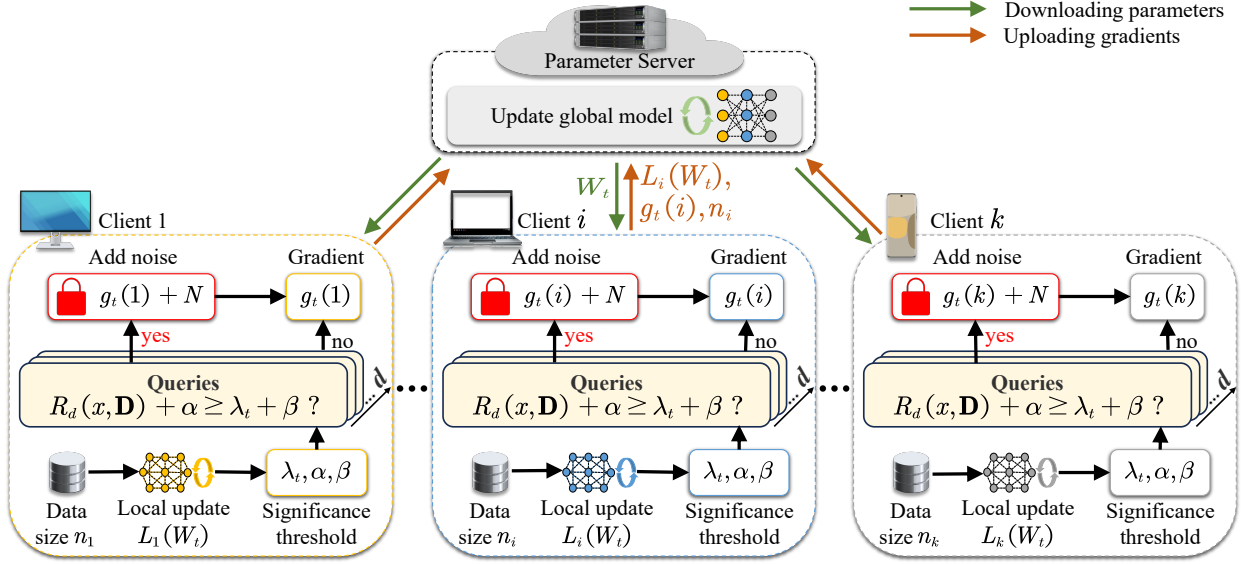 Downloading parameters
Uploading gradients
Parameter Server
Update global model
W_t
L_i(W_t),
g_t(i), n_i
Client 1
Add noise
Gradient
g_t(1) + N
g_t(1)
yes
no
Queries
R_d(x, D) + α ≥ λ_t + β ?
... d
λ_t, α, β
Data
size n_1
Local update
L_1(W_t)
Significance
threshold
Client i
Add noise
Gradient
g_t(i) + N
g_t(i)
yes
no
Queries
R_d(x, D) + α ≥ λ_t + β ?
... d
λ_t, α, β
Data
size n_i
Local update
L_i(W_t)
Significance
threshold
Client k
Add noise
Gradient
g_t(k) + N
g_t(k)
yes
no
Queries
R_d(x, D) + α ≥ λ_t + β ?
... d
λ_t, α, β
Data
size n_k
Local update
L_k(W_t)
Significance
threshold